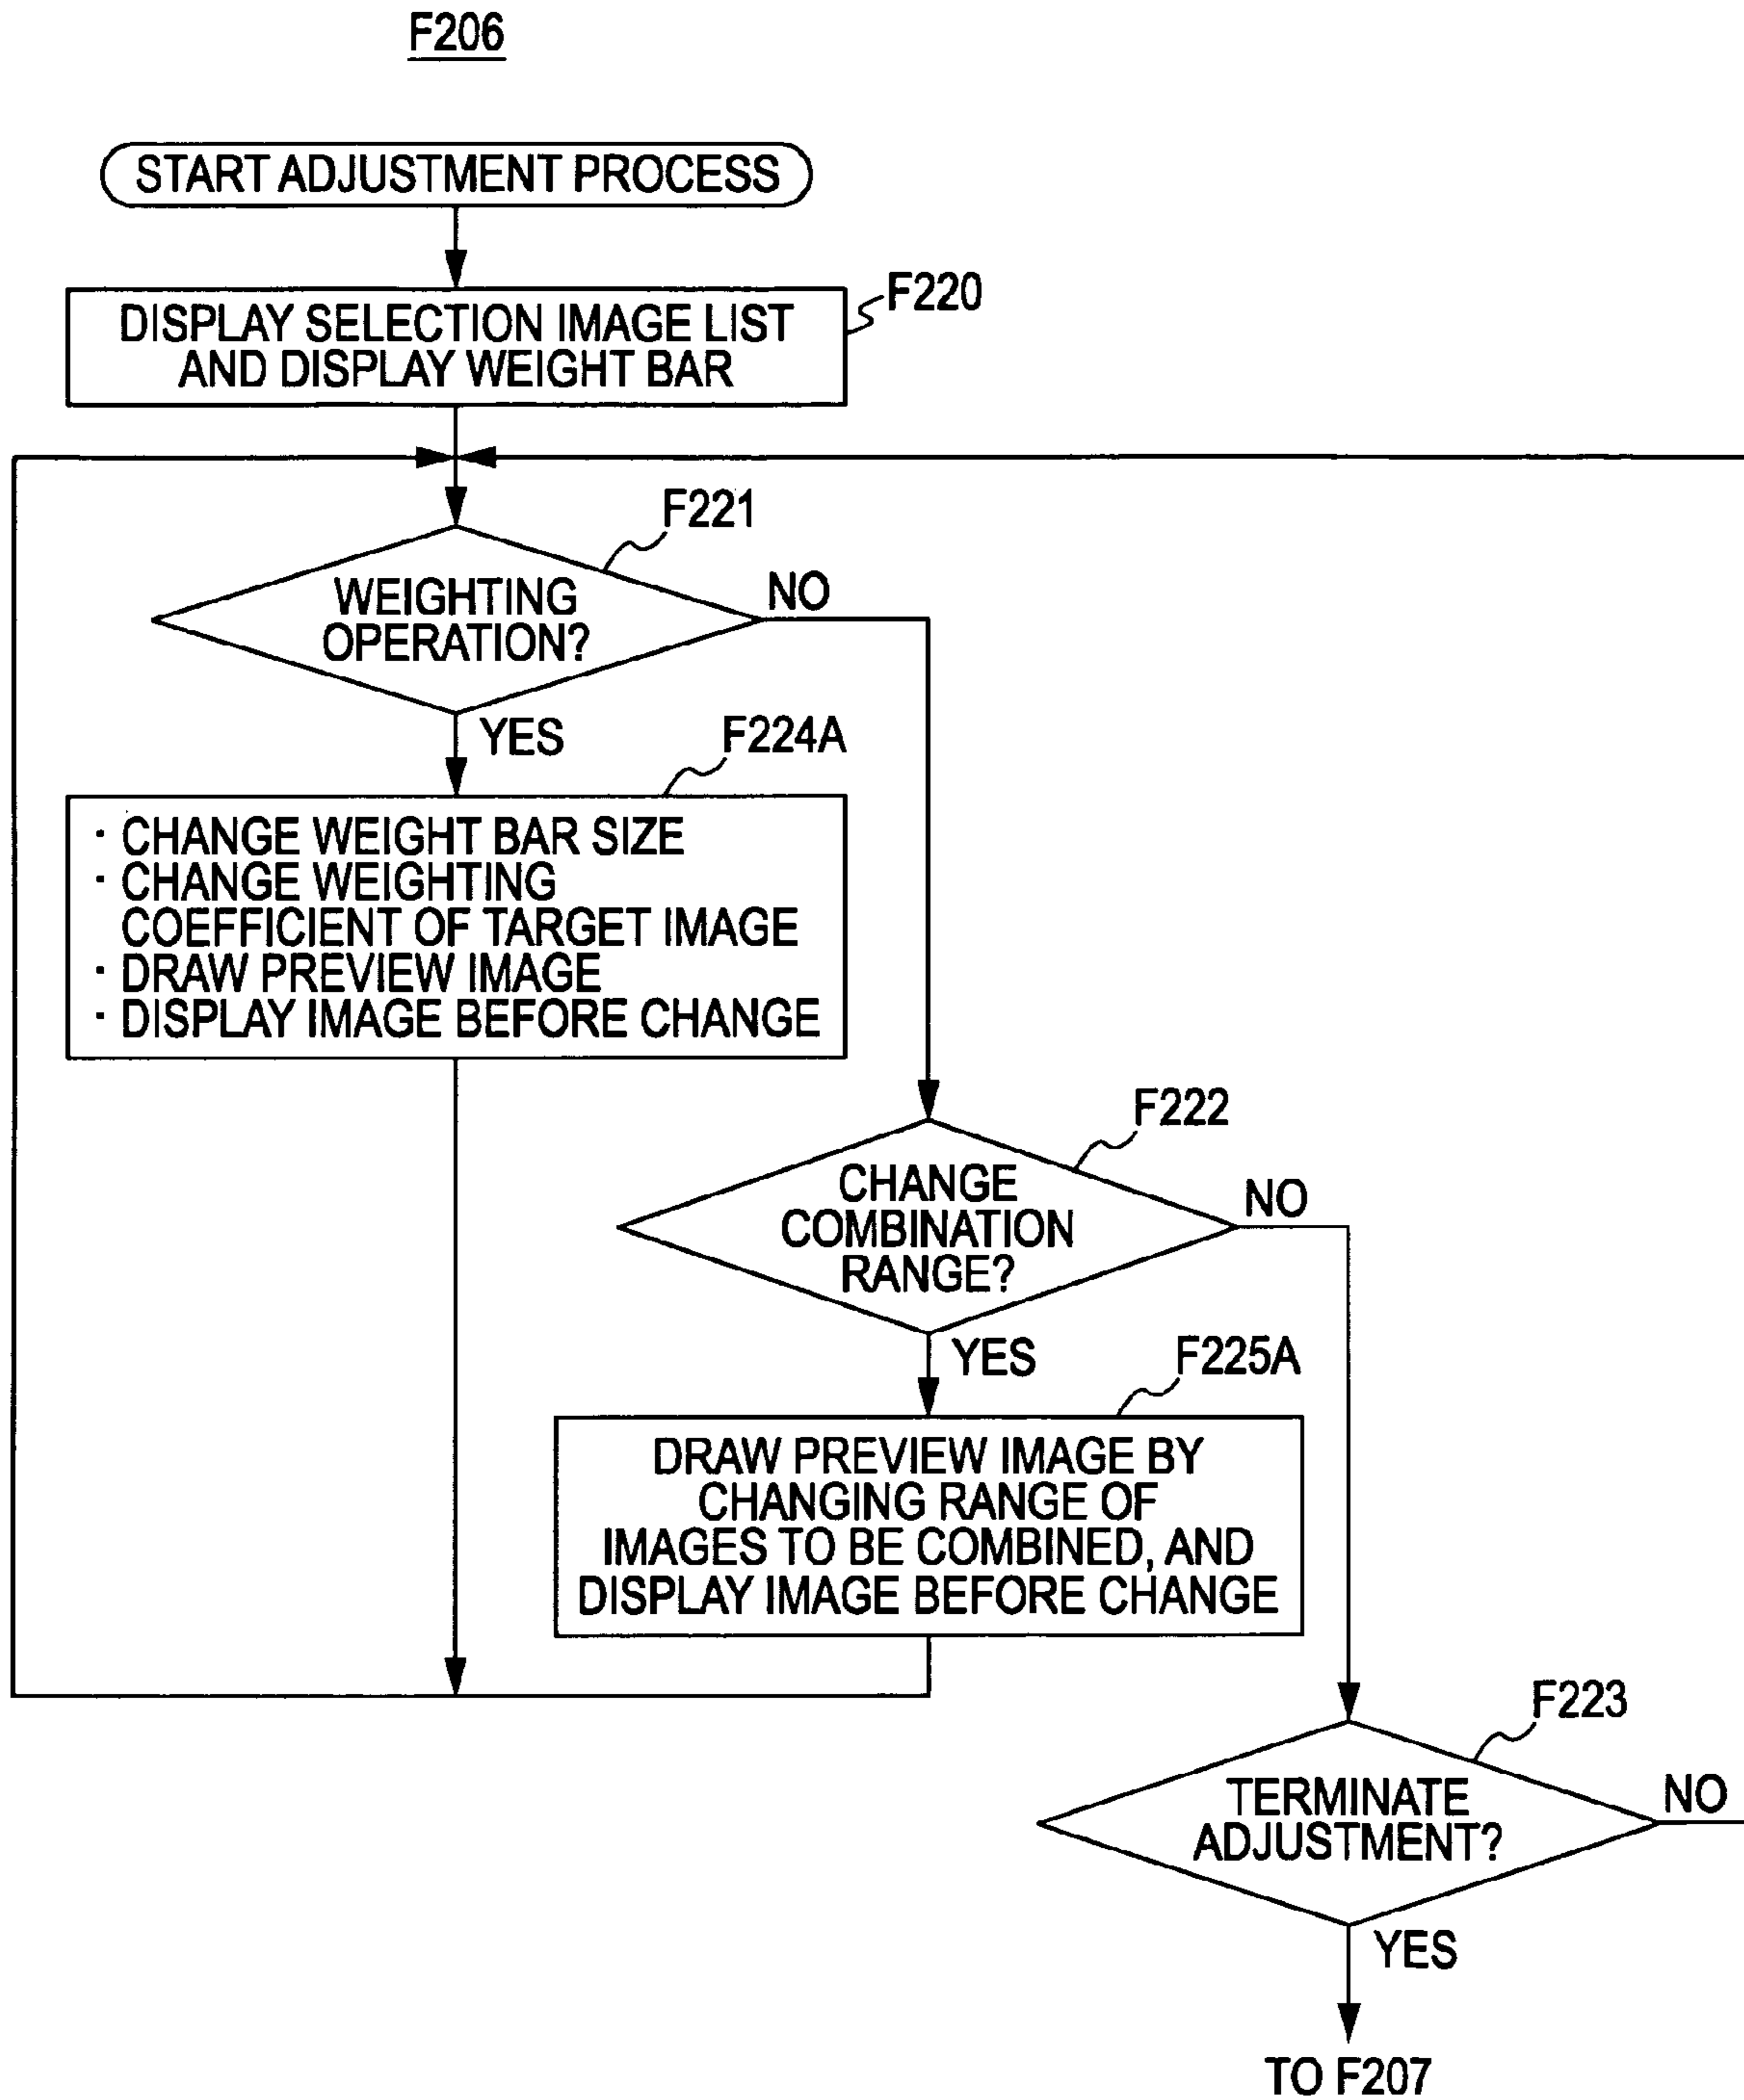 F206
START ADJUSTMENT PROCESS
F220
DISPLAY SELECTION IMAGE LIST
AND DISPLAY WEIGHT BAR
F221
WEIGHTING
OPERATION?
NO
YES
F224A
· CHANGE WEIGHT BAR SIZE
· CHANGE WEIGHTING
COEFFICIENT OF TARGET IMAGE
· DRAW PREVIEW IMAGE
· DISPLAY IMAGE BEFORE CHANGE
F222
CHANGE
COMBINATION
RANGE?
NO
YES
F225A
DRAW PREVIEW IMAGE BY
CHANGING RANGE OF
IMAGES TO BE COMBINED, AND
DISPLAY IMAGE BEFORE CHANGE
F223
TERMINATE
ADJUSTMENT?
NO
YES
TO F207